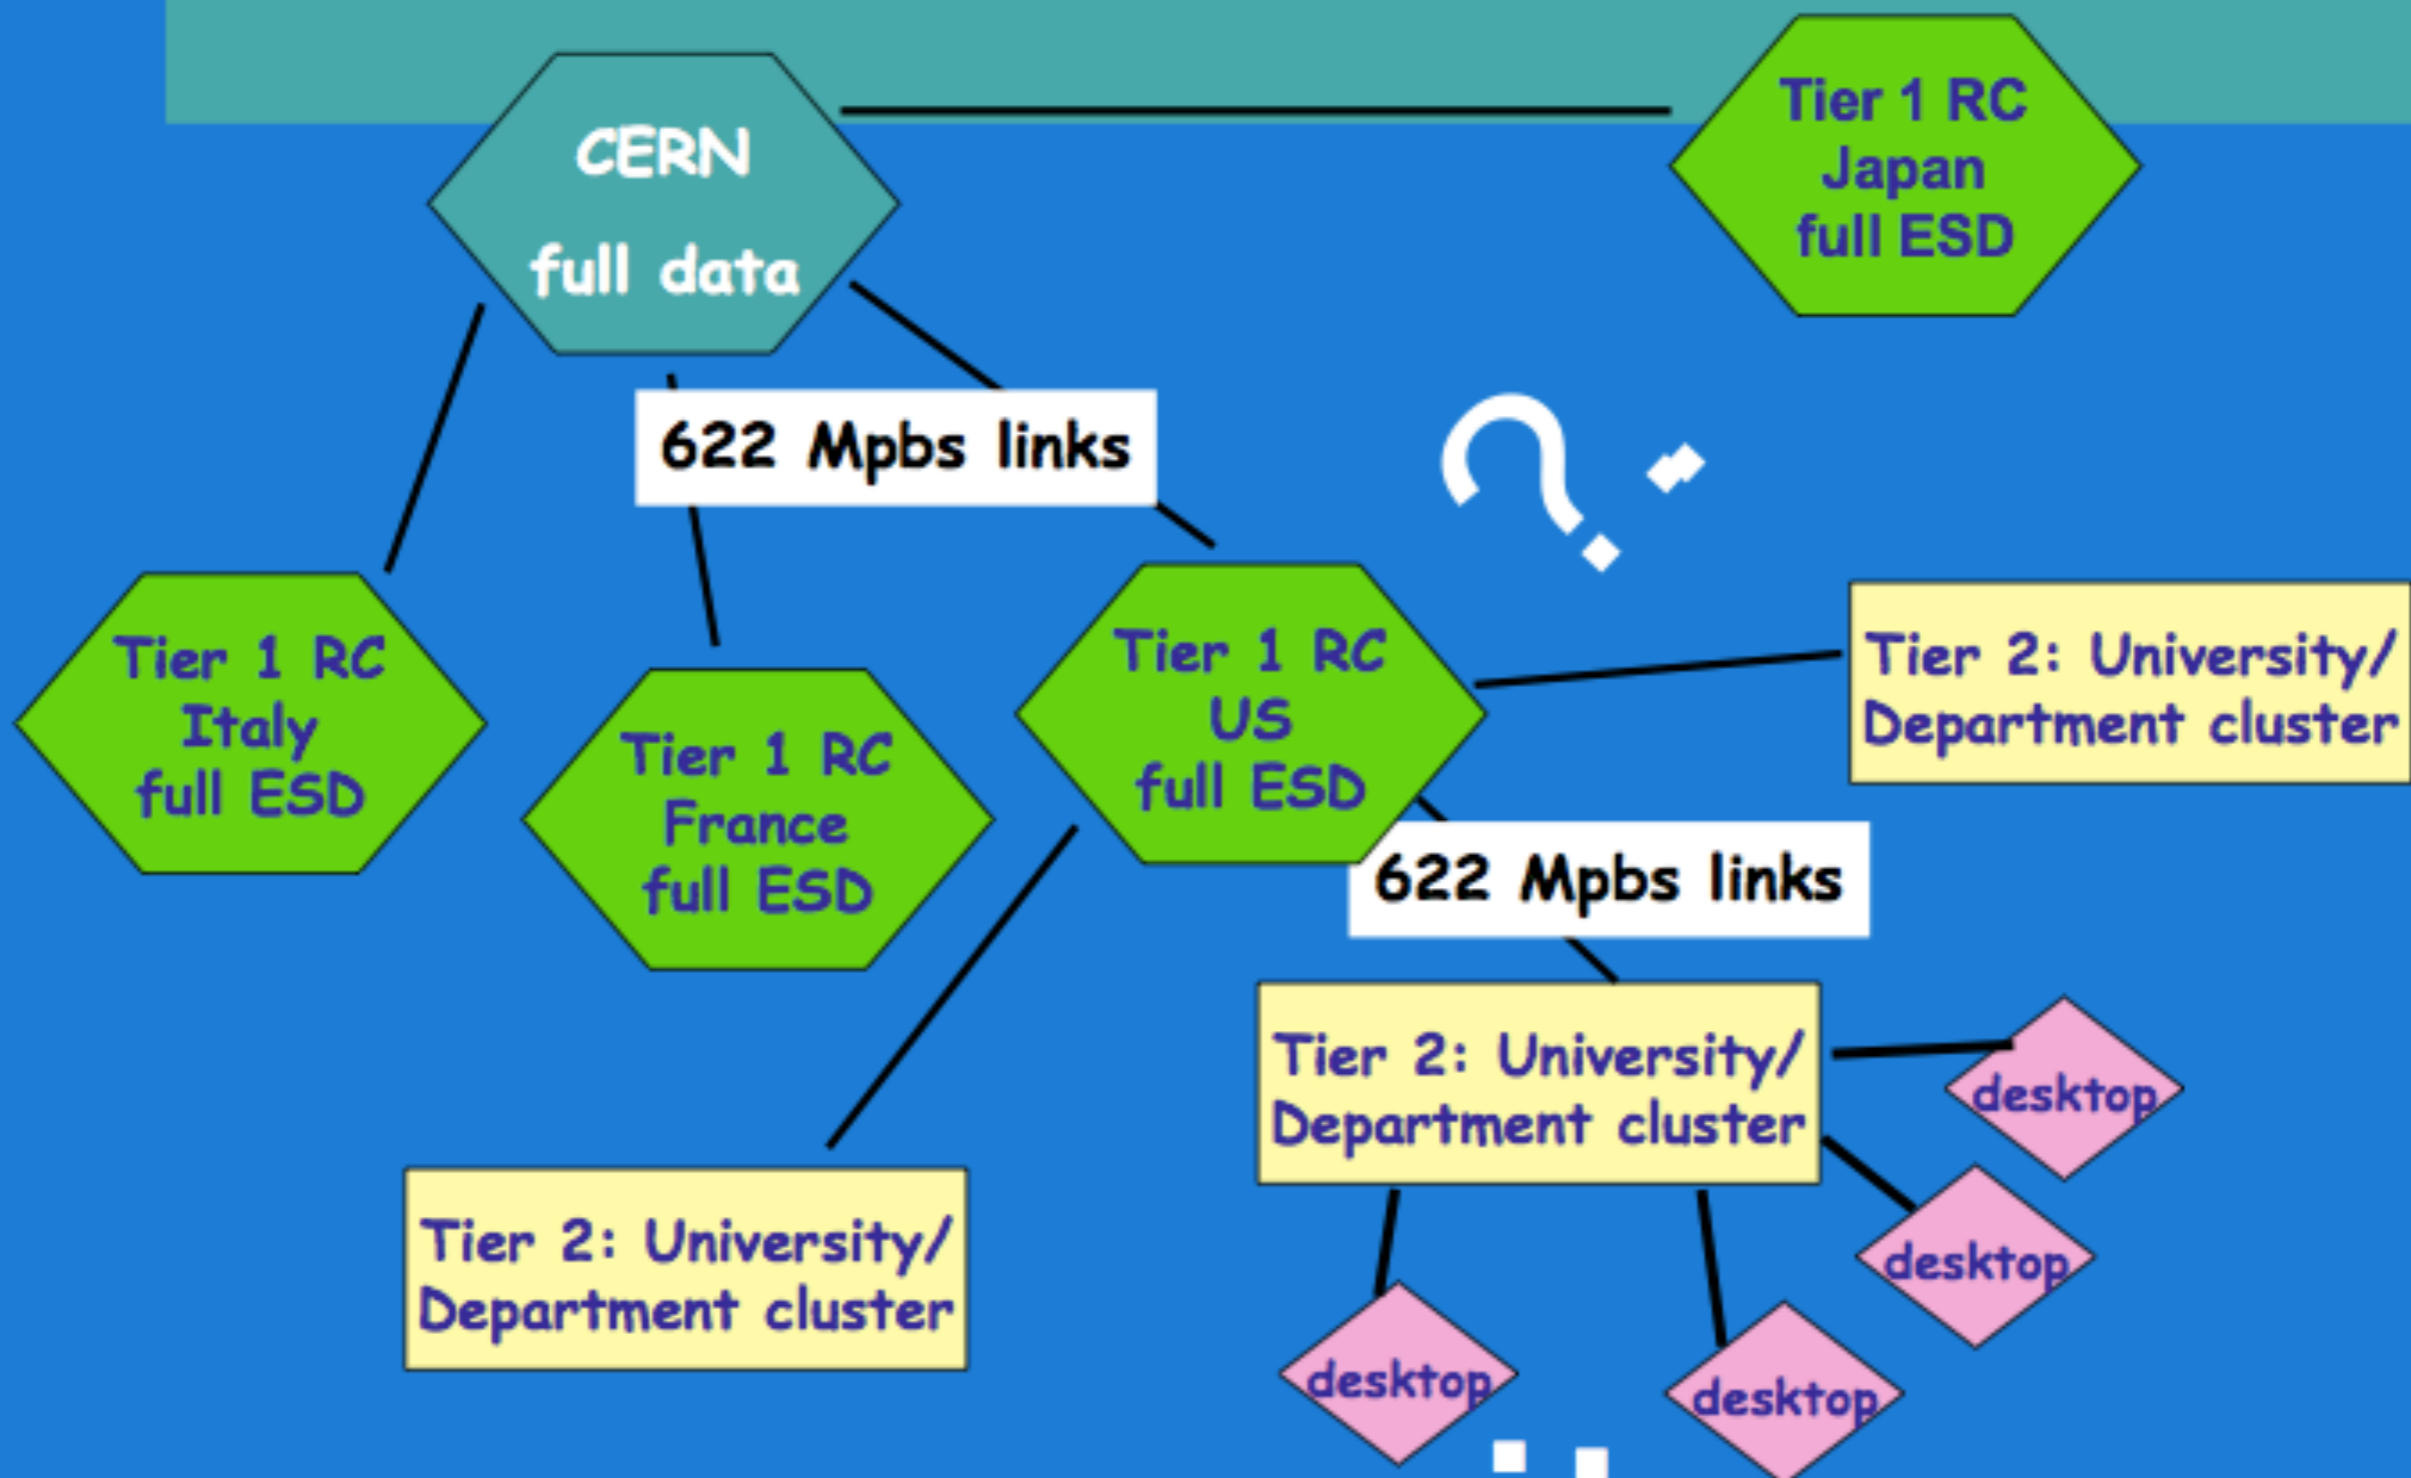 CERN
full data
Tier 1 RC
Japan
full ESD
622 Mpbs links
?
Tier 1 RC
Italy
full ESD
Tier 1 RC
France
full ESD
Tier 1 RC
US
full ESD
Tier 2: University/
Department cluster
622 Mpbs links
Tier 2: University/
Department cluster
desktop
desktop
desktop
desktop
Tier 2: University/
Department cluster